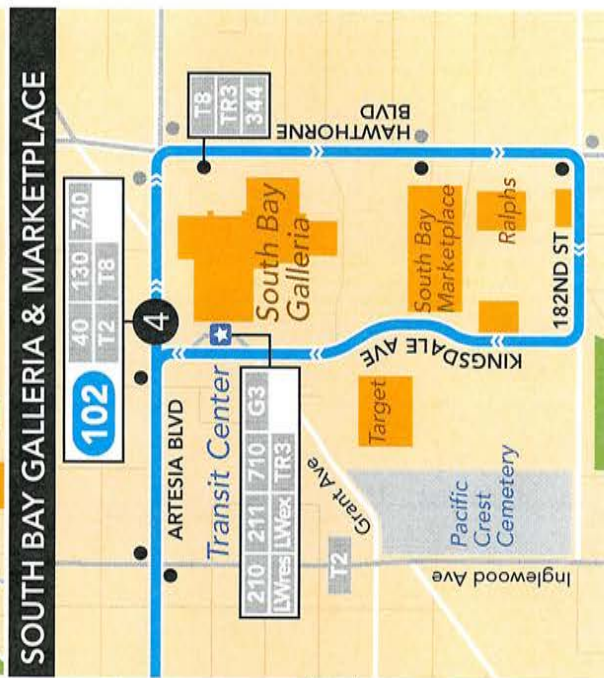 SOUTH BAY GALLERIA & MARKETPLACE
102
40 130 740
T2 T8
4
T8
TR3
344
HAWTHORNE
BLVD
ARTESIA BLVD
Transit Center
210 211 710 G3
LWres LWex TR3
South Bay
Galleria
South Bay
Marketplace
Ralphs
KINGSDALE AVE
182ND ST
Target
Grant Ave
T2
Pacific
Crest
Cemetery
Inglewood Ave